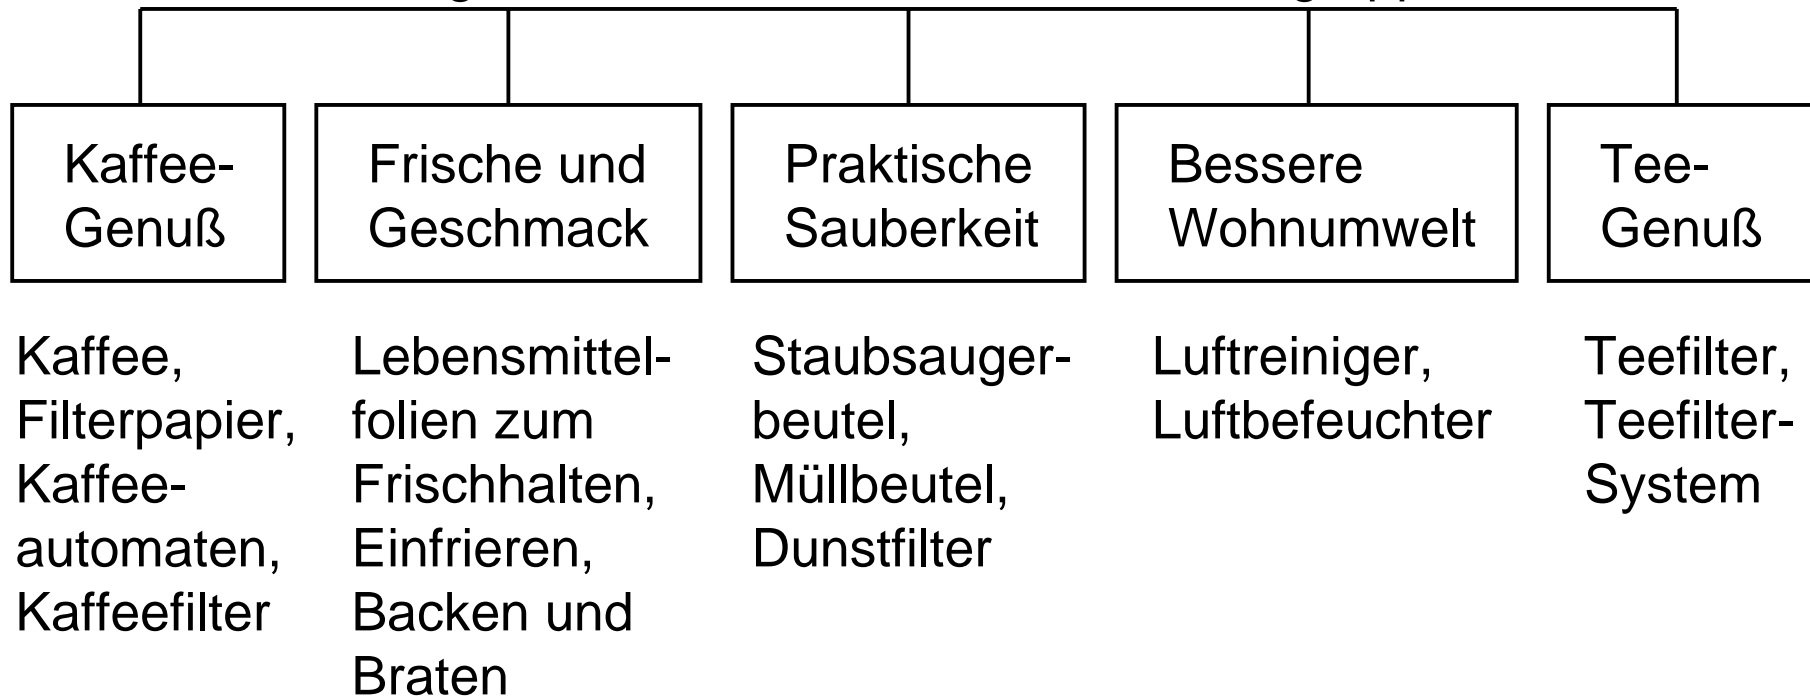 Kaffee-
Genuß
Frische und
Geschmack
Praktische
Sauberkeit
Bessere
Wohnumwelt
Tee-
Genuß
Kaffee,
Filterpapier,
Kaffee-
automaten,
Kaffeefilter
Lebensmittel-
folien zum
Frischhalten,
Einfrieren,
Backen und
Braten
Staubsauger-
beutel,
Müllbeutel,
Dunstfilter
Luftreiniger,
Luftbefeuchter
Teefilter,
Teefilter-
System